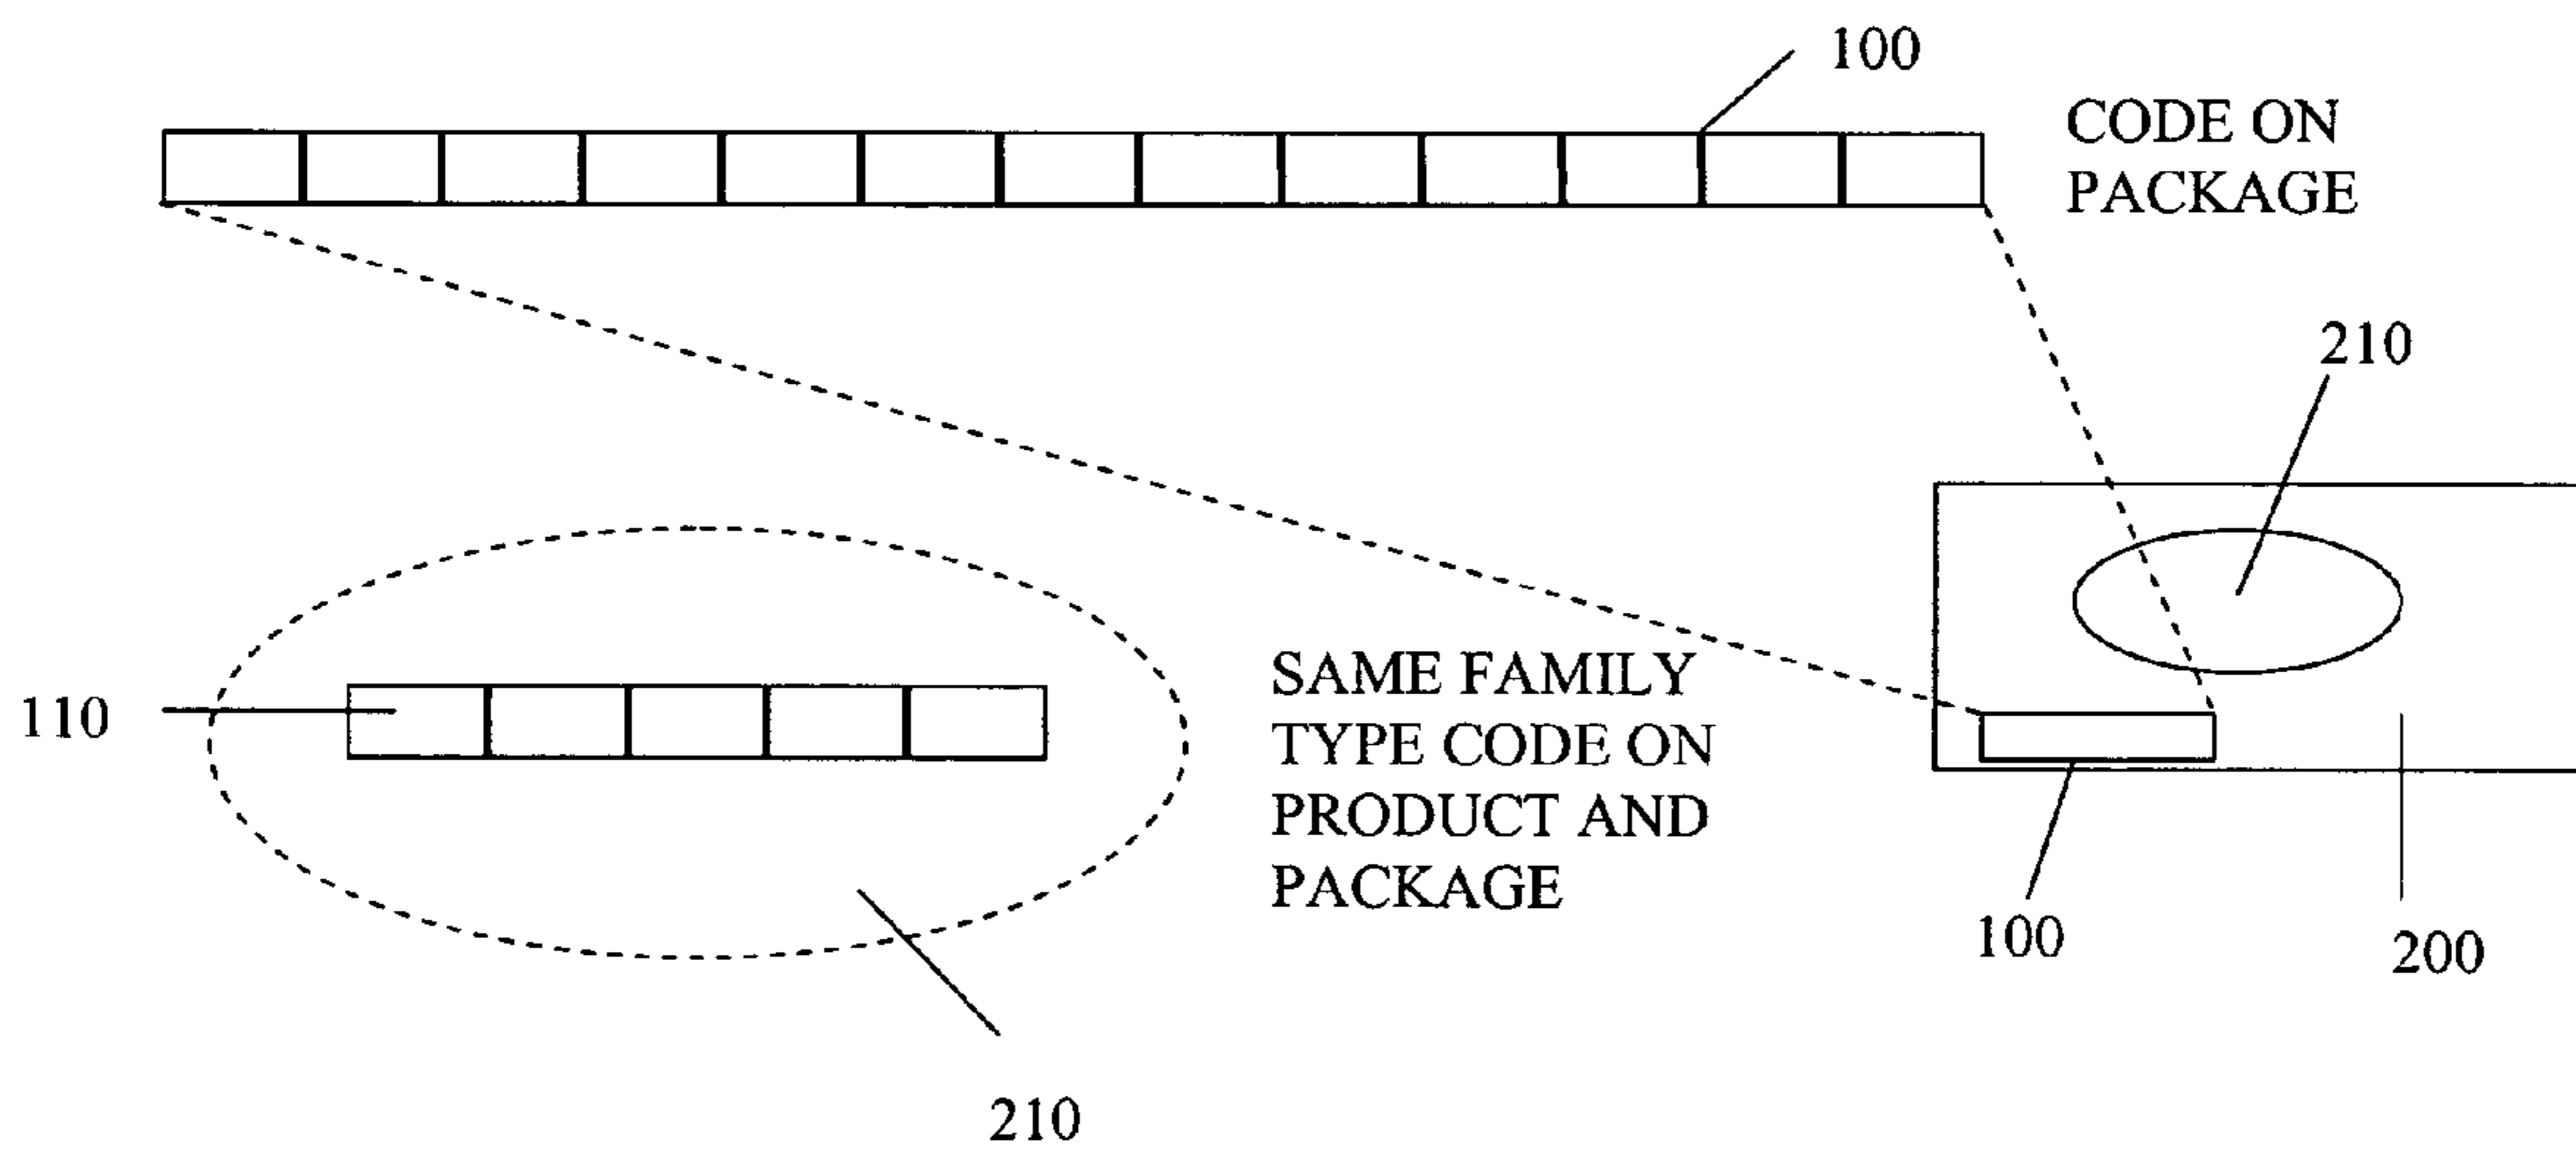 100
CODE ON
PACKAGE
210
SAME FAMILY
TYPE CODE ON
PRODUCT AND
PACKAGE
110
100
200
210